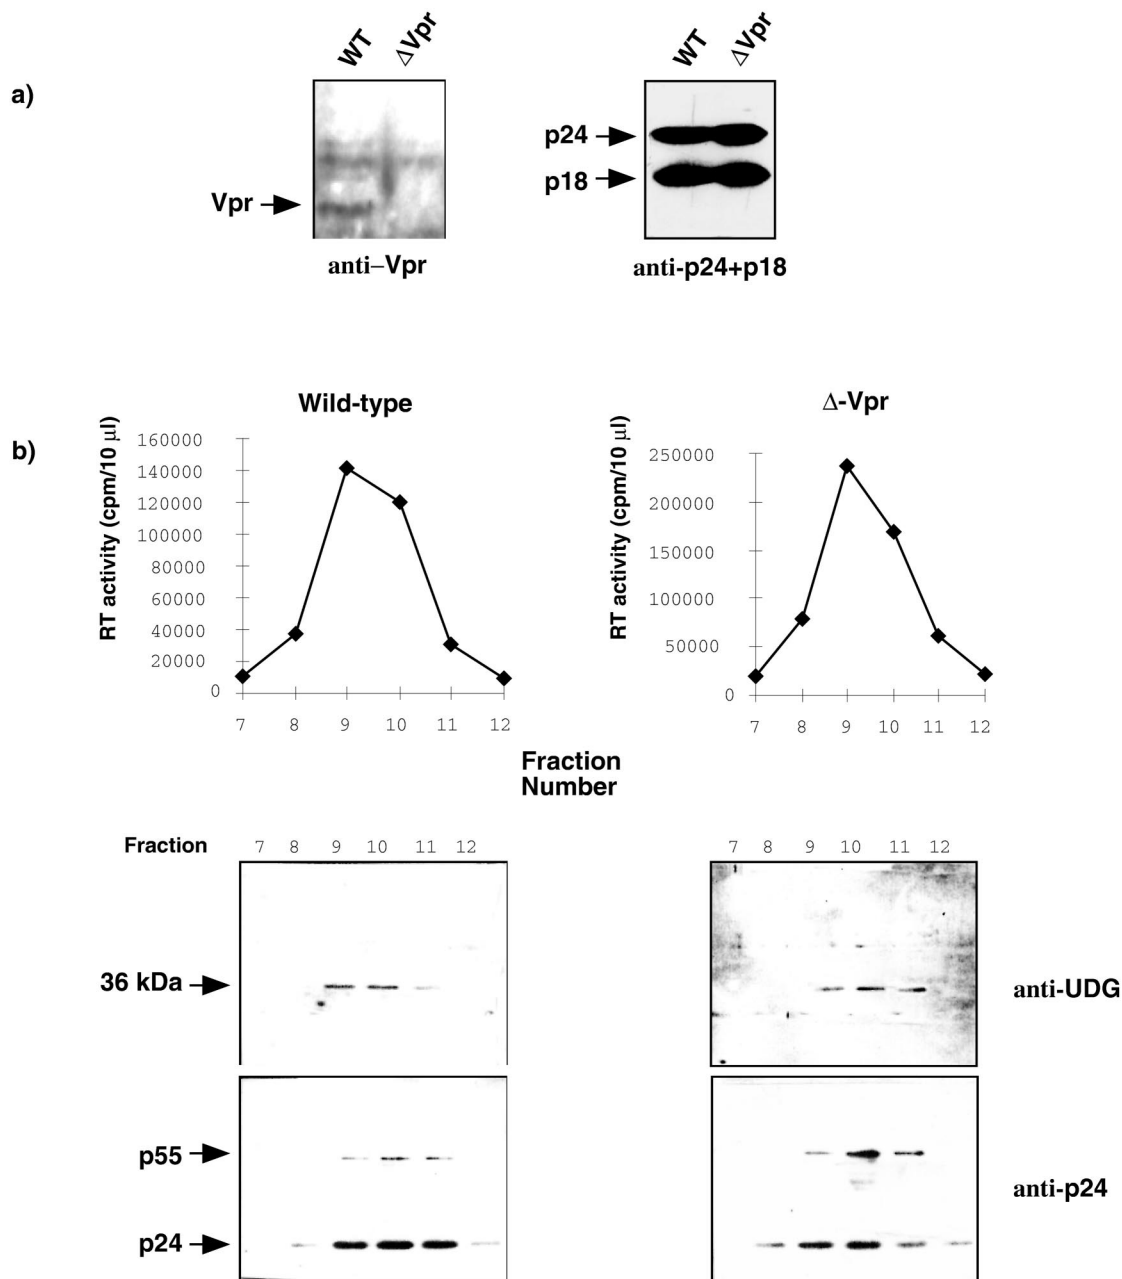 WT ΔVpr WT ΔVpr
a)
p24
p18
Vpr
anti–Vpr anti-p24+p18
Wild-type Δ-Vpr
b)
RT activity (cpm/10 µl)
160000
140000
120000
100000
80000
60000
40000
20000
0
7 8 9 10 11 12
RT activity (cpm/10 µl)
250000
200000
150000
100000
50000
0
7 8 9 10 11 12
Fraction
Number
Fraction 7 8 9 10 11 12 7 8 9 10 11 12
36 kDa anti-UDG
p55
anti-p24
p24